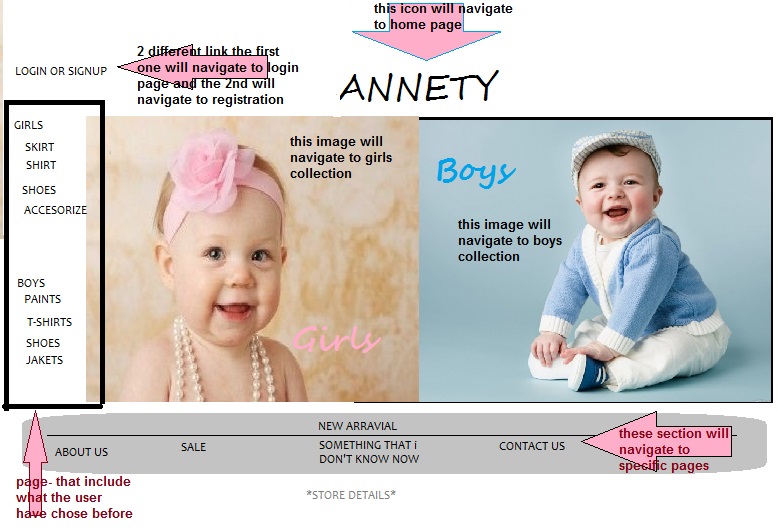 this icon will navigate
to home page
2 different link the first
one will navigate to login
page and the 2nd will
navigate to registration
LOGIN OR SIGNUP
ANNETY
GIRLS
SKIRT
SHIRT
SHOES
ACCESORIZE
BOYS
PAINTS
T-SHIRTS
SHOES
JAKETS
this image will
navigate to girls
collection
Girls
Boys
this image will
navigate to boys
collection
NEW ARRAVIAL
ABOUT US
SALE
SOMETHING THAT i
DON'T KNOW NOW
CONTACT US
these section will
navigate to
specific pages
page- that include
what the user
have chose before
*STORE DETAILS*